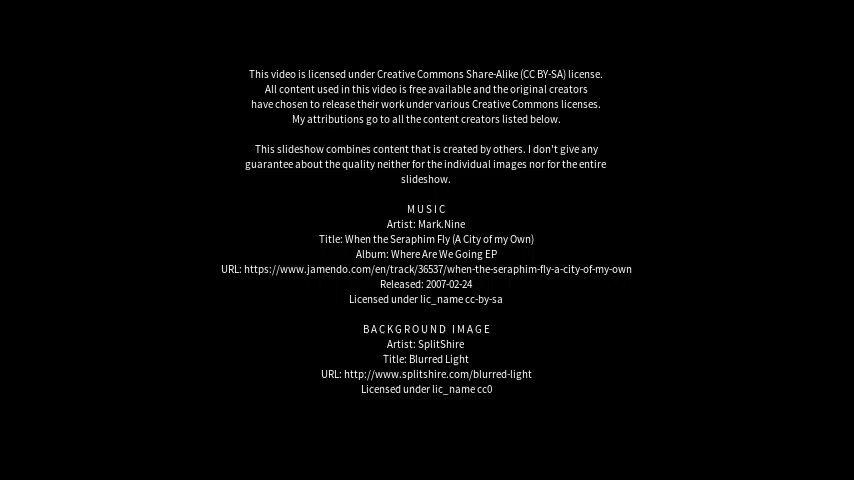 This video is licensed under Creative Commons Share-Alike (CC BY-SA) license.
All content used in this video is free available and the original creators
have chosen to release their work under various Creative Commons licenses.
My attributions go to all the content creators listed below.
This slideshow combines content that is created by others. I don't give any
guarantee about the quality neither for the individual images nor for the entire
slideshow.
MUSIC
Artist: Mark.Nine
Title: When the Seraphim Fly (A City of my Own)
Album: Where Are We Going EP
URL: https://www.jamendo.com/en/track/36537/when-the-seraphim-fly-a-city-of-my-own
Released: 2007-02-24
Licensed under lic_name cc-by-sa
BACKGROUND IMAGE
Artist: SplitShire
Title: Blurred Light
URL: http://www.splitshire.com/blurred-light
Licensed under lic_name cc0